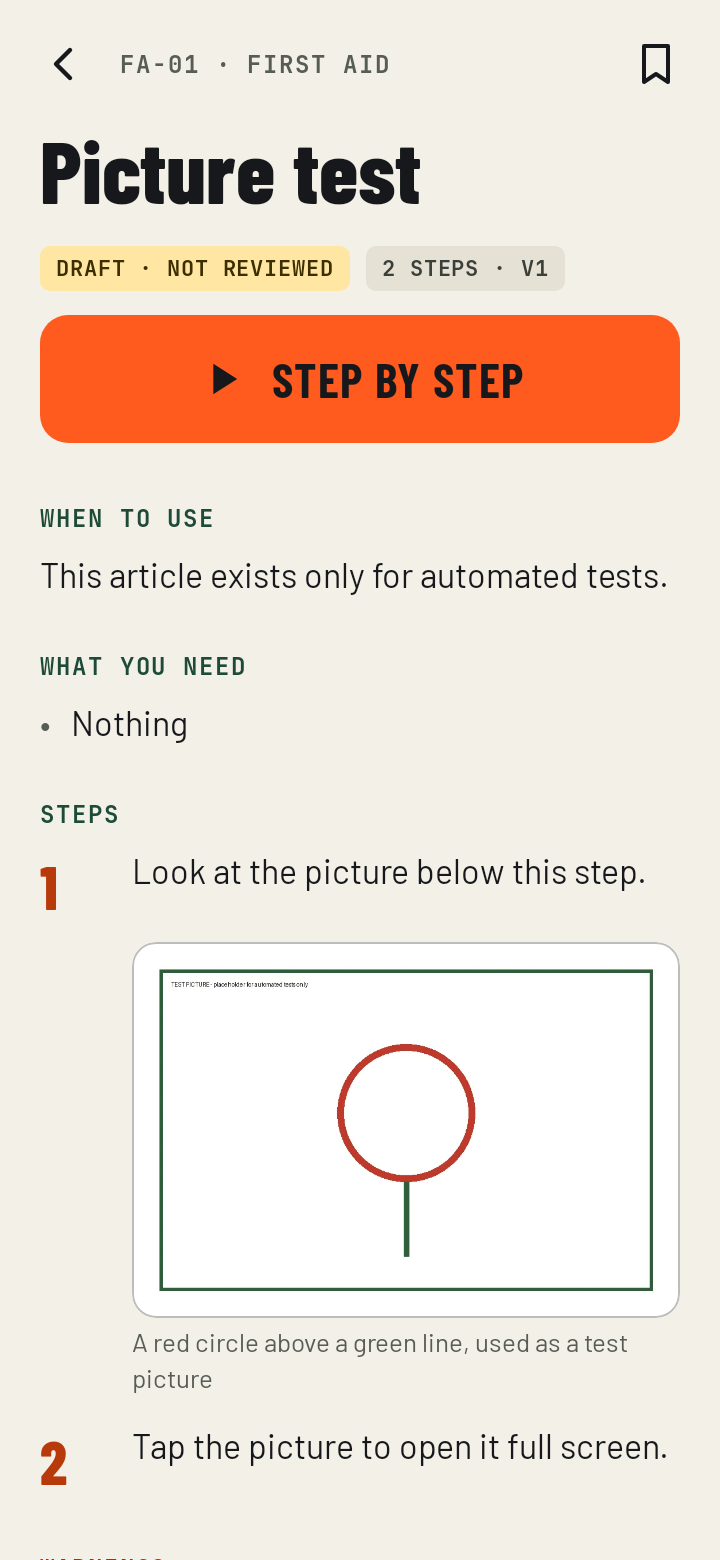 FA-01 · FIRST AID
Picture test
DRAFT · NOT REVIEWED
2 STEPS · V1
STEP BY STEP
WHEN TO USE
This article exists only for automated tests.
WHAT YOU NEED
• Nothing
STEPS
1 Look at the picture below this step.
TEST PICTURE - placeholder for automated tests only
A red circle above a green line, used as a test
picture
2 Tap the picture to open it full screen.